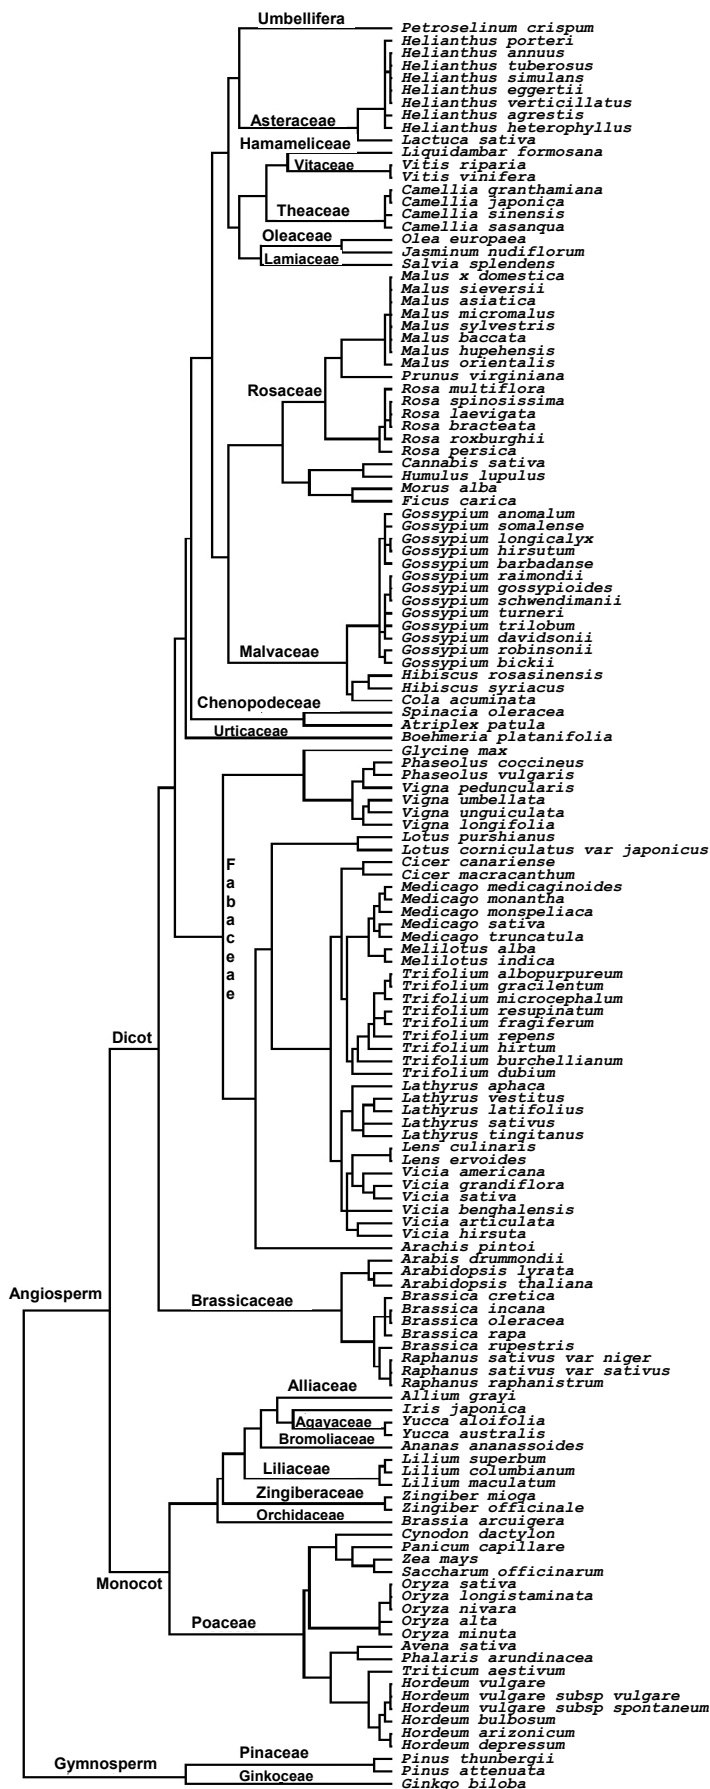 Umbellifera
Petroselinum crispum
Helianthus porteri
Helianthus annuus
Helianthus tuberosus
Helianthus simulans
Helianthus eggertii
Helianthus verticillatus
Asteraceae
Helianthus agrestis
Helianthus heterophyllus
Lactuca sativa
Hamameliceae
Liquidambar formosana
Vitaceae
Vitis riparia
Vitis vinifera
Camellia granthamiana
Camellia japonica
Theaceae
Camellia sinensis
Camellia sasanqua
Oleaceae
Olea europaea
Jasminum nudiflorum
Lamiaceae
Salvia splendens
Malus x domestica
Malus sieversii
Malus asiatica
Malus micromalus
Malus sylvestris
Malus baccata
Malus hupehensis
Malus orientalis
Prunus virginiana
Rosaceae
Rosa multiflora
Rosa spinosissima
Rosa laevigata
Rosa bracteata
Rosa roxburghii
Rosa persica
Cannabis sativa
Humulus lupulus
Morus alba
Ficus carica
Gossypium anomalum
Gossypium somalense
Gossypium longicalyx
Gossypium hirsutum
Gossypium barbadanse
Gossypium raimondii
Gossypium gossypioides
Gossypium schwendimanii
Gossypium turneri
Gossypium trilobum
Gossypium davidsonii
Malvaceae
Gossypium robinsonii
Gossypium bickii
Hibiscus rosasinensis
Hibiscus syriacus
Cola acuminata
Chenopodeceae
Spinacia oleracea
Atriplex patula
Urticaceae
Boehmeria platanifolia
Glycine max
Phaseolus coccineus
Phaseolus vulgaris
Vigna peduncularis
Vigna umbellata
Vigna unguiculata
Vigna longifolia
Lotus purshianus
Lotus corniculatus var japonicus
Fabaceae
Cicer canariense
Cicer macracanthum
Medicago medicaginoides
Medicago monantha
Medicago monspeliaca
Medicago sativa
Medicago truncatula
Melilotus alba
Melilotus indica
Trifolium albopurpureum
Trifolium gracilentum
Trifolium microcephalum
Trifolium resupinatum
Trifolium fragiferum
Trifolium repens
Dicot
Trifolium hirtum
Trifolium burchellianum
Trifolium dubium
Lathyrus aphaca
Lathyrus vestitus
Lathyrus latifolius
Lathyrus sativus
Lathyrus tingitanus
Lens culinaris
Lens ervoides
Vicia americana
Vicia grandiflora
Vicia sativa
Vicia benghalensis
Vicia articulata
Vicia hirsuta
Arachis pintoi
Arabis drummondii
Arabidopsis lyrata
Arabidopsis thaliana
Angiosperm
Brassicaceae
Brassica cretica
Brassica incana
Brassica oleracea
Brassica rapa
Brassica rupestris
Raphanus sativus var niger
Raphanus sativus var sativus
Raphanus raphanistrum
Alliaceae
Allium grayi
Iris japonica
Agavaceae
Yucca aloifolia
Yucca australis
Bromoliaceae
Ananas ananassoides
Lilium superbum
Liliaceae
Lilium columbianum
Lilium maculatum
Zingiberaceae
Zingiber mioga
Zingiber officinale
Orchidaceae
Brassia arcuigera
Cynodon dactylon
Panicum capillare
Zea mays
Saccharum officinarum
Monocot
Oryza sativa
Oryza longistaminata
Oryza nivara
Poaceae
Oryza alta
Oryza minuta
Avena sativa
Phalaris arundinacea
Triticum aestivum
Hordeum vulgare
Hordeum vulgare subsp vulgare
Hordeum vulgare subsp spontaneum
Hordeum bulbosum
Hordeum arizonicum
Hordeum depressum
Gymnosperm
Pinaceae
Pinus thunbergii
Pinus attenuata
Ginkoceae
Ginkgo biloba